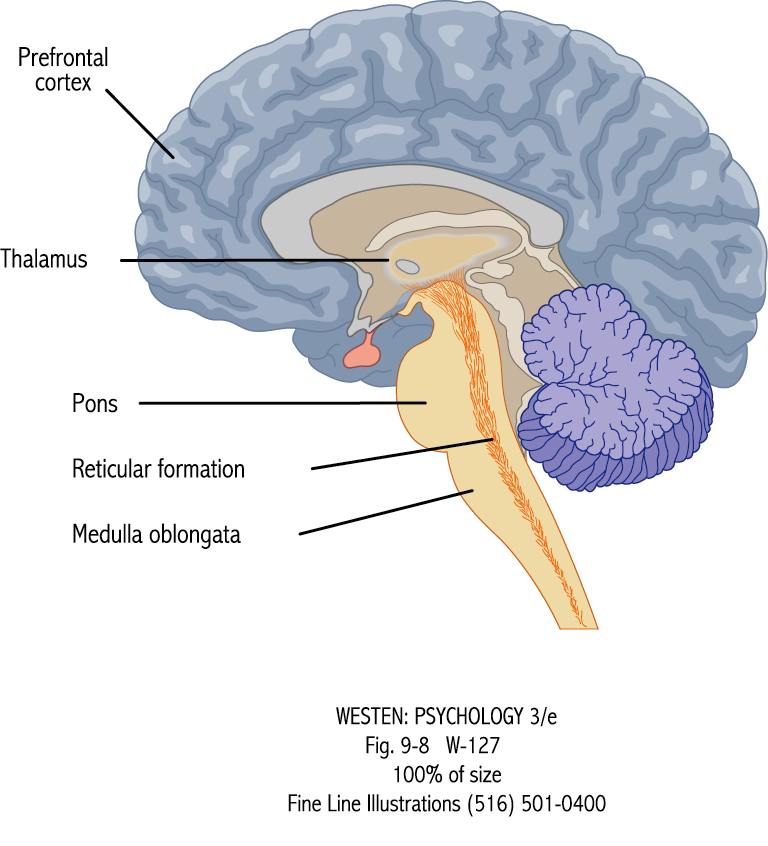 Prefrontal
cortex
Thalamus
Pons
Reticular formation
Medulla oblongata
WESTEN: PSYCHOLOGY 3/e
Fig. 9-8 W-127
100% of size
Fine Line Illustrations (516) 501-0400